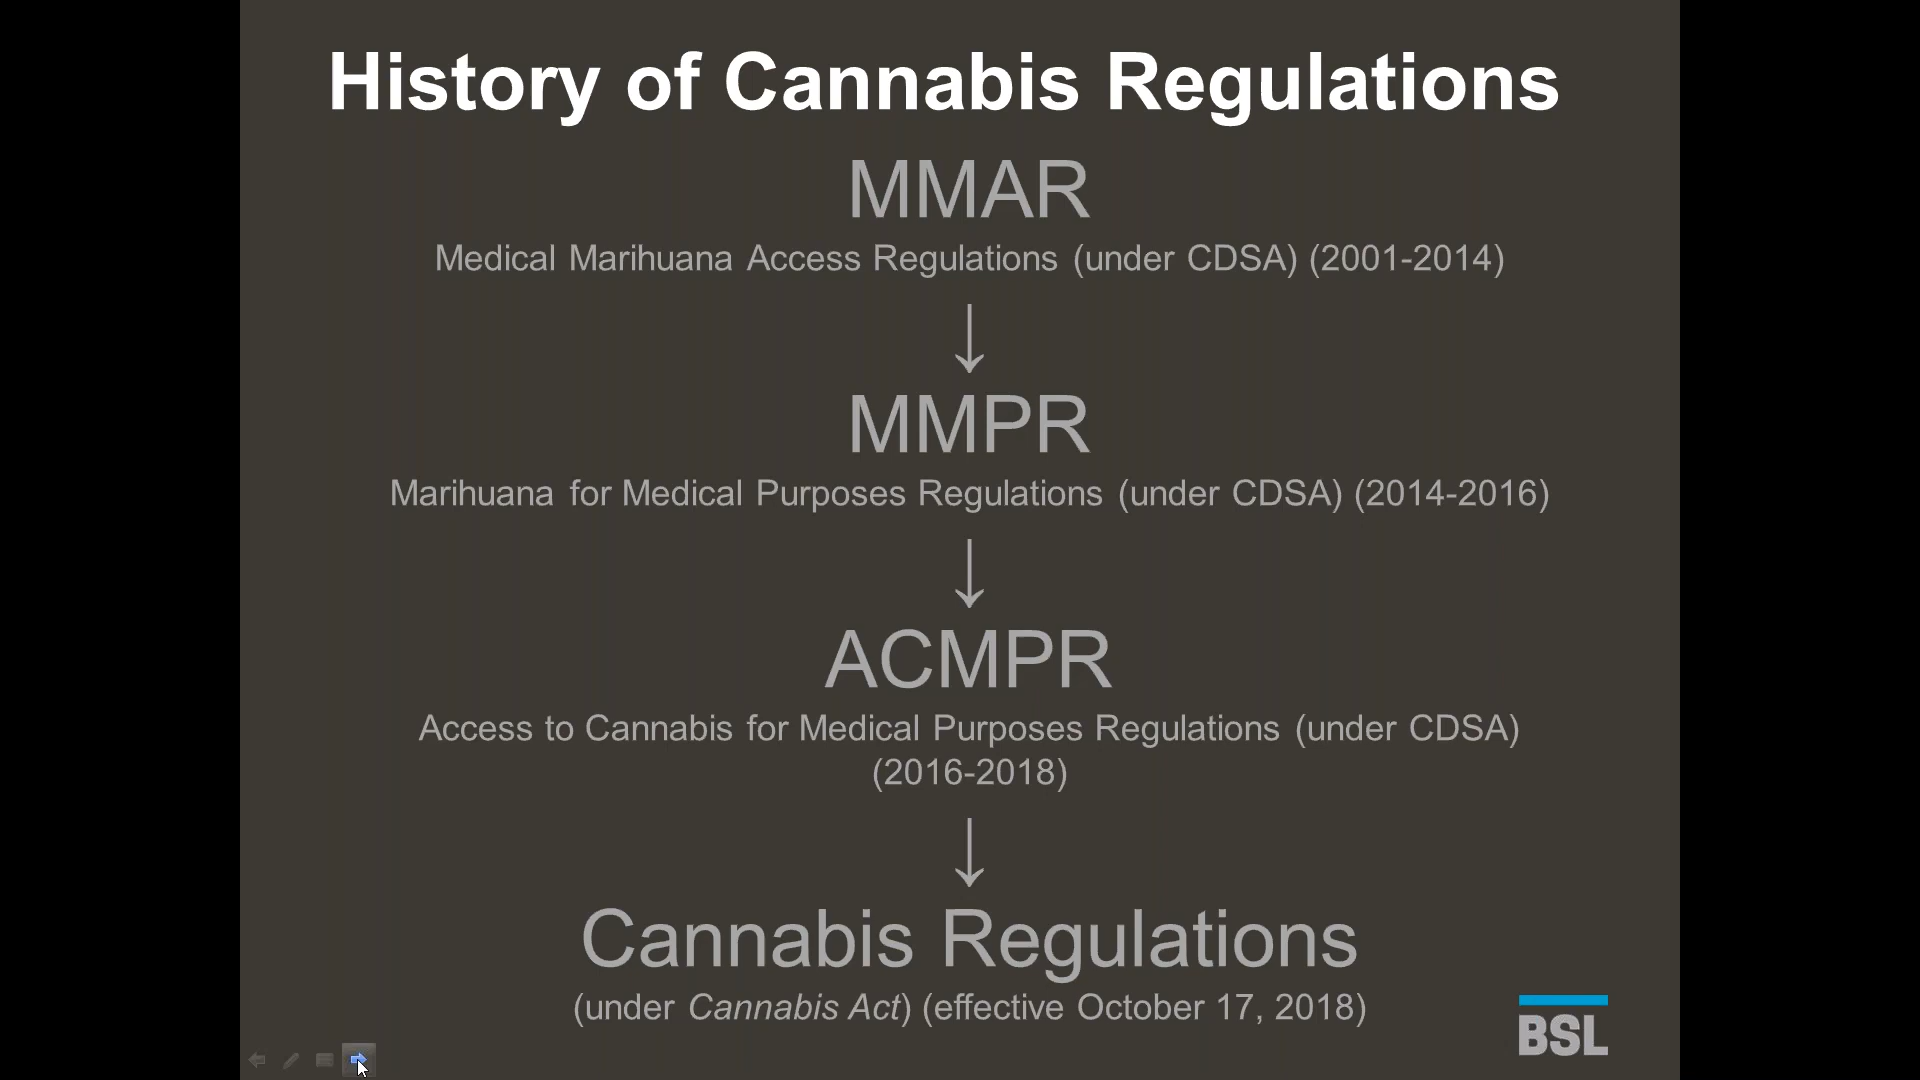 History of Cannabis Regulations
MMAR
Medical Marihuana Access Regulations (under CDSA) (2001-2014)
MMPR
Marihuana for Medical Purposes Regulations (under CDSA) (2014-2016)
ACMPR
Access to Cannabis for Medical Purposes Regulations (under CDSA)
(2016-2018)
Cannabis Regulations
(under Cannabis Act) (effective October 17, 2018)
BSL